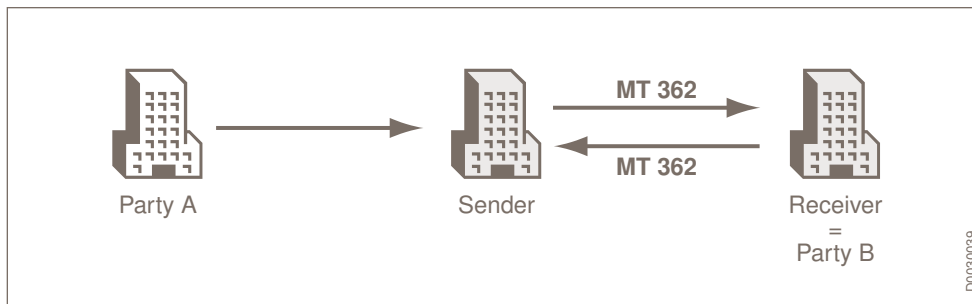 MT 362
MT 362
Party A
Sender
Receiver
=
Party B
D0030039